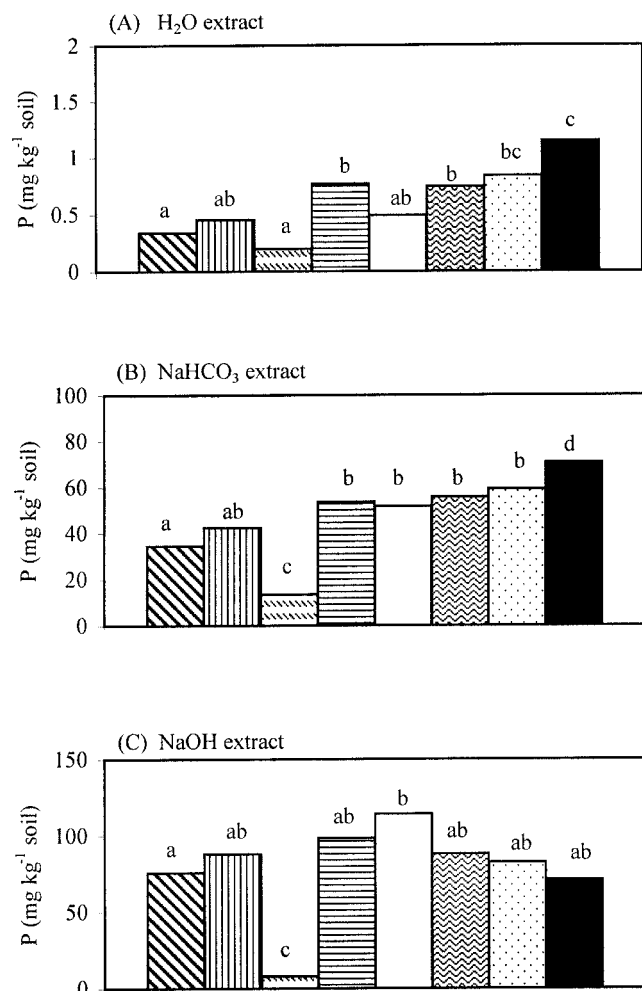 (A) H₂O extract
2
1.5
1
0.5
0
P (mg kg⁻¹ soil)
a
ab
a
b
ab
b
bc
c
(B) NaHCO₃ extract
100
80
60
40
20
0
P (mg kg⁻¹ soil)
a
ab
c
b
b
b
b
d
(C) NaOH extract
150
100
50
0
P (mg kg⁻¹ soil)
a
ab
c
ab
b
ab
ab
ab